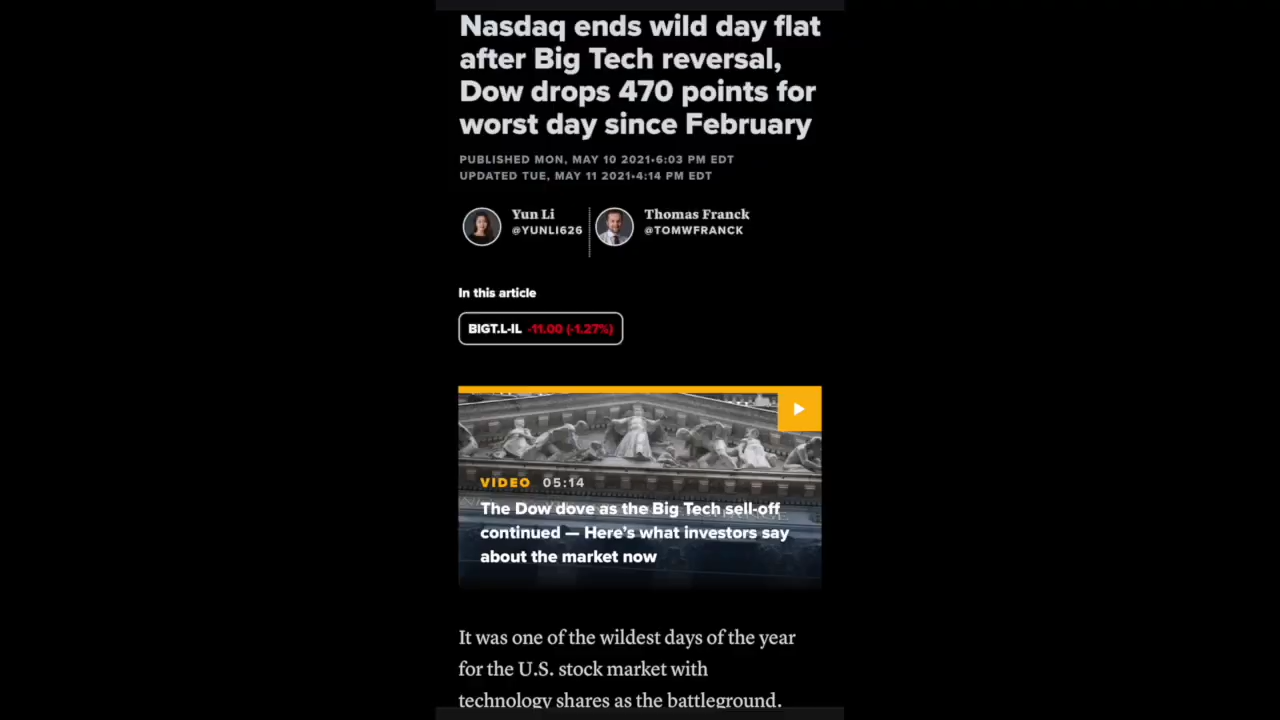 Nasdaq ends wild day flat
after Big Tech reversal,
Dow drops 470 points for
worst day since February
PUBLISHED MON, MAY 10 2021•6:03 PM EDT
UPDATED TUE, MAY 11 2021•4:14 PM EDT
Yun Li
@YUNLI626
Thomas Franck
@TOMWFRANCK
In this article
BIGT.L-IL -11.00 (-1.27%)
VIDEO 05:14
The Dow dove as the Big Tech sell-off
continued — Here's what investors say
about the market now
It was one of the wildest days of the year
for the U.S. stock market with
technology shares as the battleground.